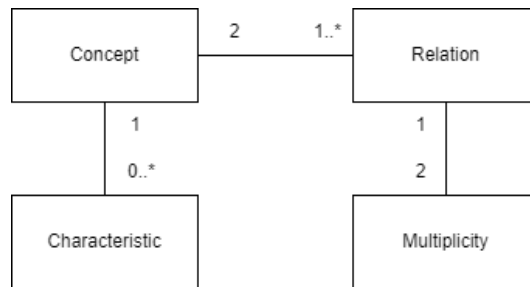 2 1..*
Concept Relation
1 1
0..* 2
Characteristic Multiplicity